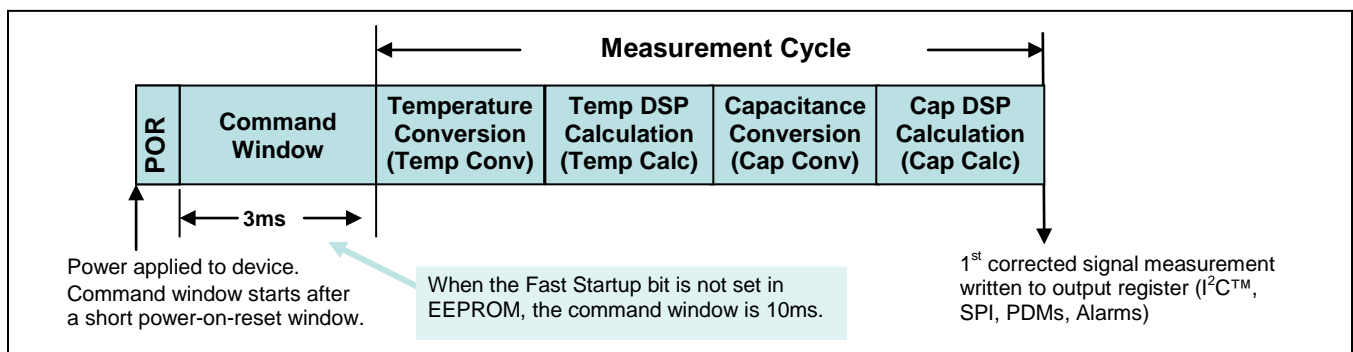 Measurement Cycle
POR
Command
Window
Temperature
Conversion
(Temp Conv)
Temp DSP
Calculation
(Temp Calc)
Capacitance
Conversion
(Cap Conv)
Cap DSP
Calculation
(Cap Calc)
3ms
Power applied to device.
Command window starts after
a short power-on-reset window.
When the Fast Startup bit is not set in
EEPROM, the command window is 10ms.
1st corrected signal measurement
written to output register (I²C™,
SPI, PDMs, Alarms)